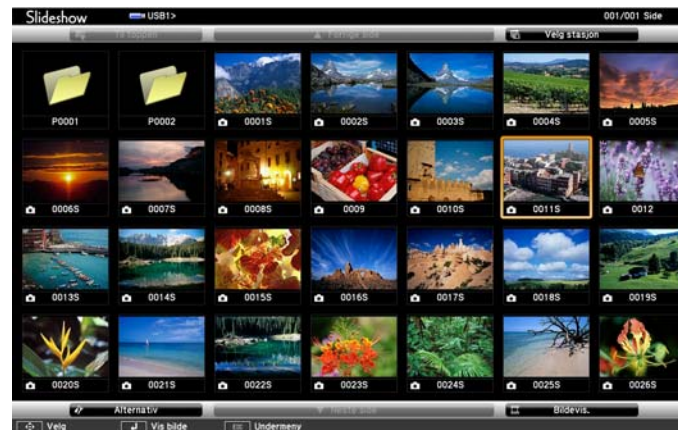 Slideshow USB1> 001/001 Side
Til toppen ▲ Forrige side Velg stasjon
P0001 P0002 0001S 0002S 0003S 0004S 0005S
0006S 0007S 0008S 0009 0010S 0011S 0012
0013S 0014S 0015S 0016S 0017S 0018S 0019S
0020S 0021S 0022S 0023S 0024S 0025S 0026S
Alternativ ▼ Neste side Bildevis.
Velg Vis bilde Undermeny